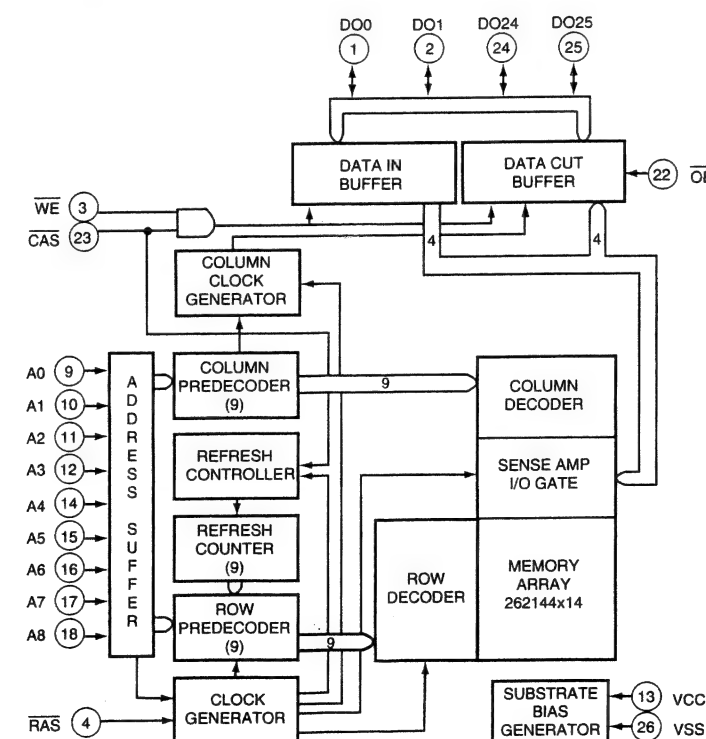 DO0 DO1 DO24 DO25
1 2 24 25
DATA IN
BUFFER
DATA CUT
BUFFER
22 OE
WE 3
CAS 23
4 4
COLUMN
CLOCK
GENERATOR
A0 9
A1 10
A2 11
A3 12
A4 14
A5 15
A6 16
A7 17
A8 18
ADDRESS SUFFER
COLUMN
PREDECODER
(9)
9
COLUMN
DECODER
REFRESH
CONTROLLER
SENSE AMP
I/O GATE
REFRESH
COUNTER
(9)
ROW
DECODER
MEMORY
ARRAY
262144x14
ROW
PREDECODER
(9)
9
RAS 4
CLOCK
GENERATOR
SUBSTRATE
BIAS
GENERATOR
13 VCC
26 VSS